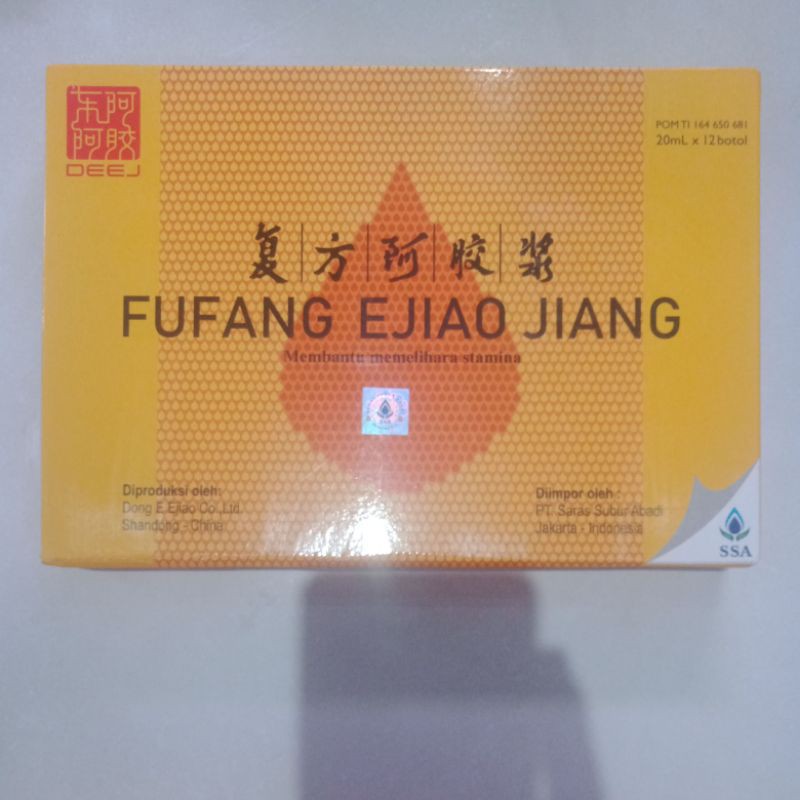 东阿
阿胶
DEEJ
POM TI 164 650 681
20mL x 12 botol
复方阿胶浆
FUFANG EJIAO JIANG
Membantu memelihara stamina
SSA
Diproduksi oleh:
Dong E Ejiao Co.,Ltd.
Shandong - China
Diimpor oleh :
PT. Saras Subur Abadi
Jakarta - Indonesia
SSA